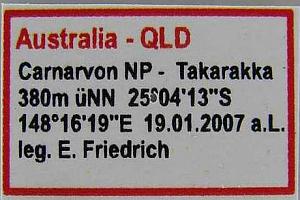 Australia - QLD
Carnarvon NP - Takarakka
380m üNN 25°04'13"S
148°16'19"E 19.01.2007 a.L.
leg. E. Friedrich